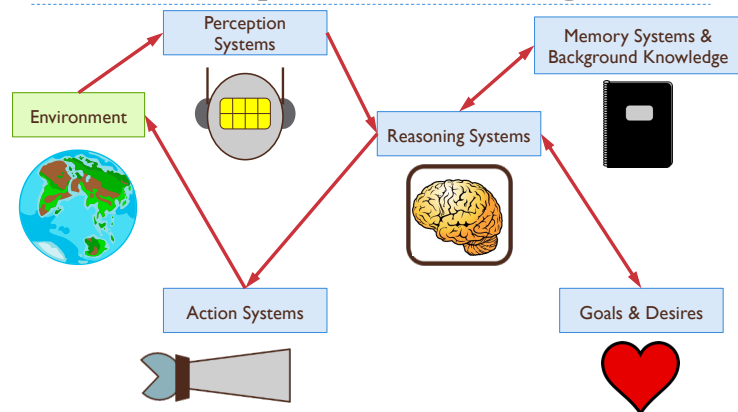 Perception
Systems
Memory Systems &
Background Knowledge
Environment
Reasoning Systems
Action Systems
Goals & Desires